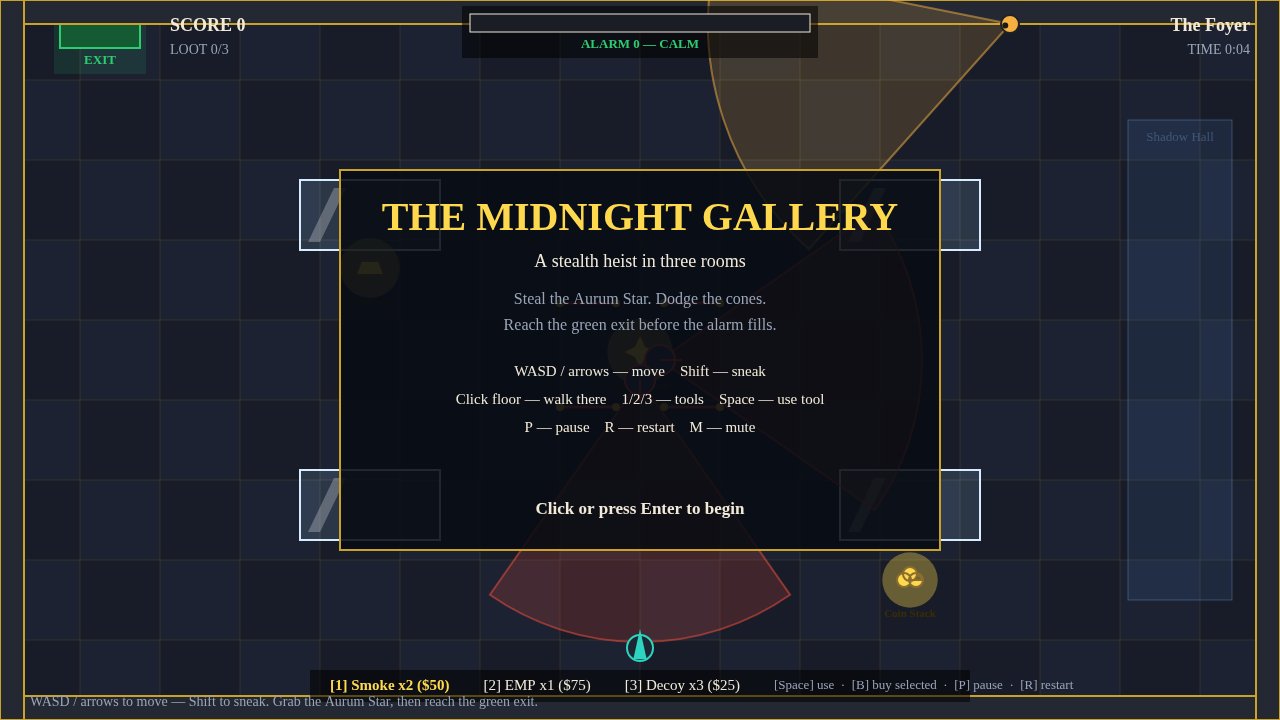 SCORE 0
LOOT 0/3
EXIT
ALARM 0 — CALM
The Foyer
TIME 0:04
Shadow Hall
THE MIDNIGHT GALLERY
A stealth heist in three rooms
Steal the Aurum Star. Dodge the cones.
Reach the green exit before the alarm fills.
WASD / arrows — move Shift — sneak
Click floor — walk there 1/2/3 — tools Space — use tool
P — pause R — restart M — mute
Click or press Enter to begin
Coin Stack
[1] Smoke x2 ($50) [2] EMP x1 ($75) [3] Decoy x3 ($25) [Space] use · [B] buy selected · [P] pause · [R] restart
WASD / arrows to move — Shift to sneak. Grab the Aurum Star, then reach the green exit.